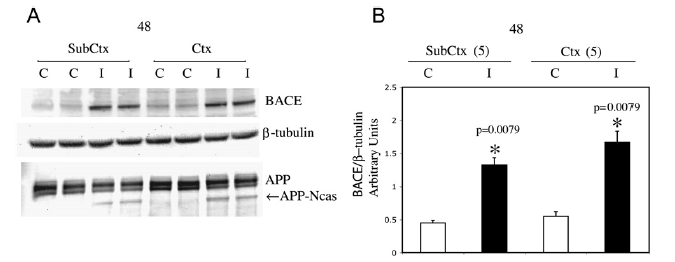 A
48
SubCtx Ctx
C C I I C C I I
BACE
β-tubulin
APP
←APP-Ncas
B
48
SubCtx (5) Ctx (5)
C I C I
BACE/β-tubulin
Arbitrary Units
2.5
2
1.5
1
0.5
0
p=0.0079
*
p=0.0079
*